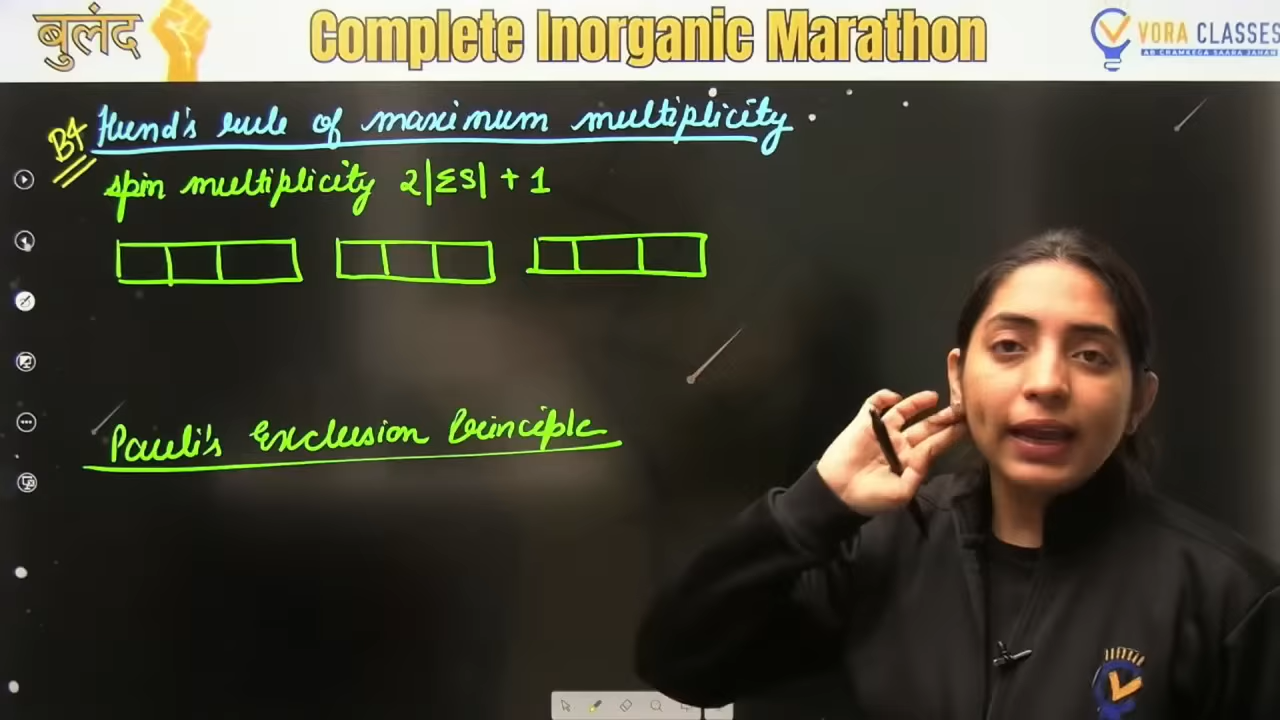 बुलंद
Complete Inorganic Marathon
VORA CLASSES
AB CHAMKEGA SAARA JAHAN
B4
Hund's rule of maximum multiplicity
spin multiplicity 2|ΣS| + 1
Pauli's Exclusion Principle